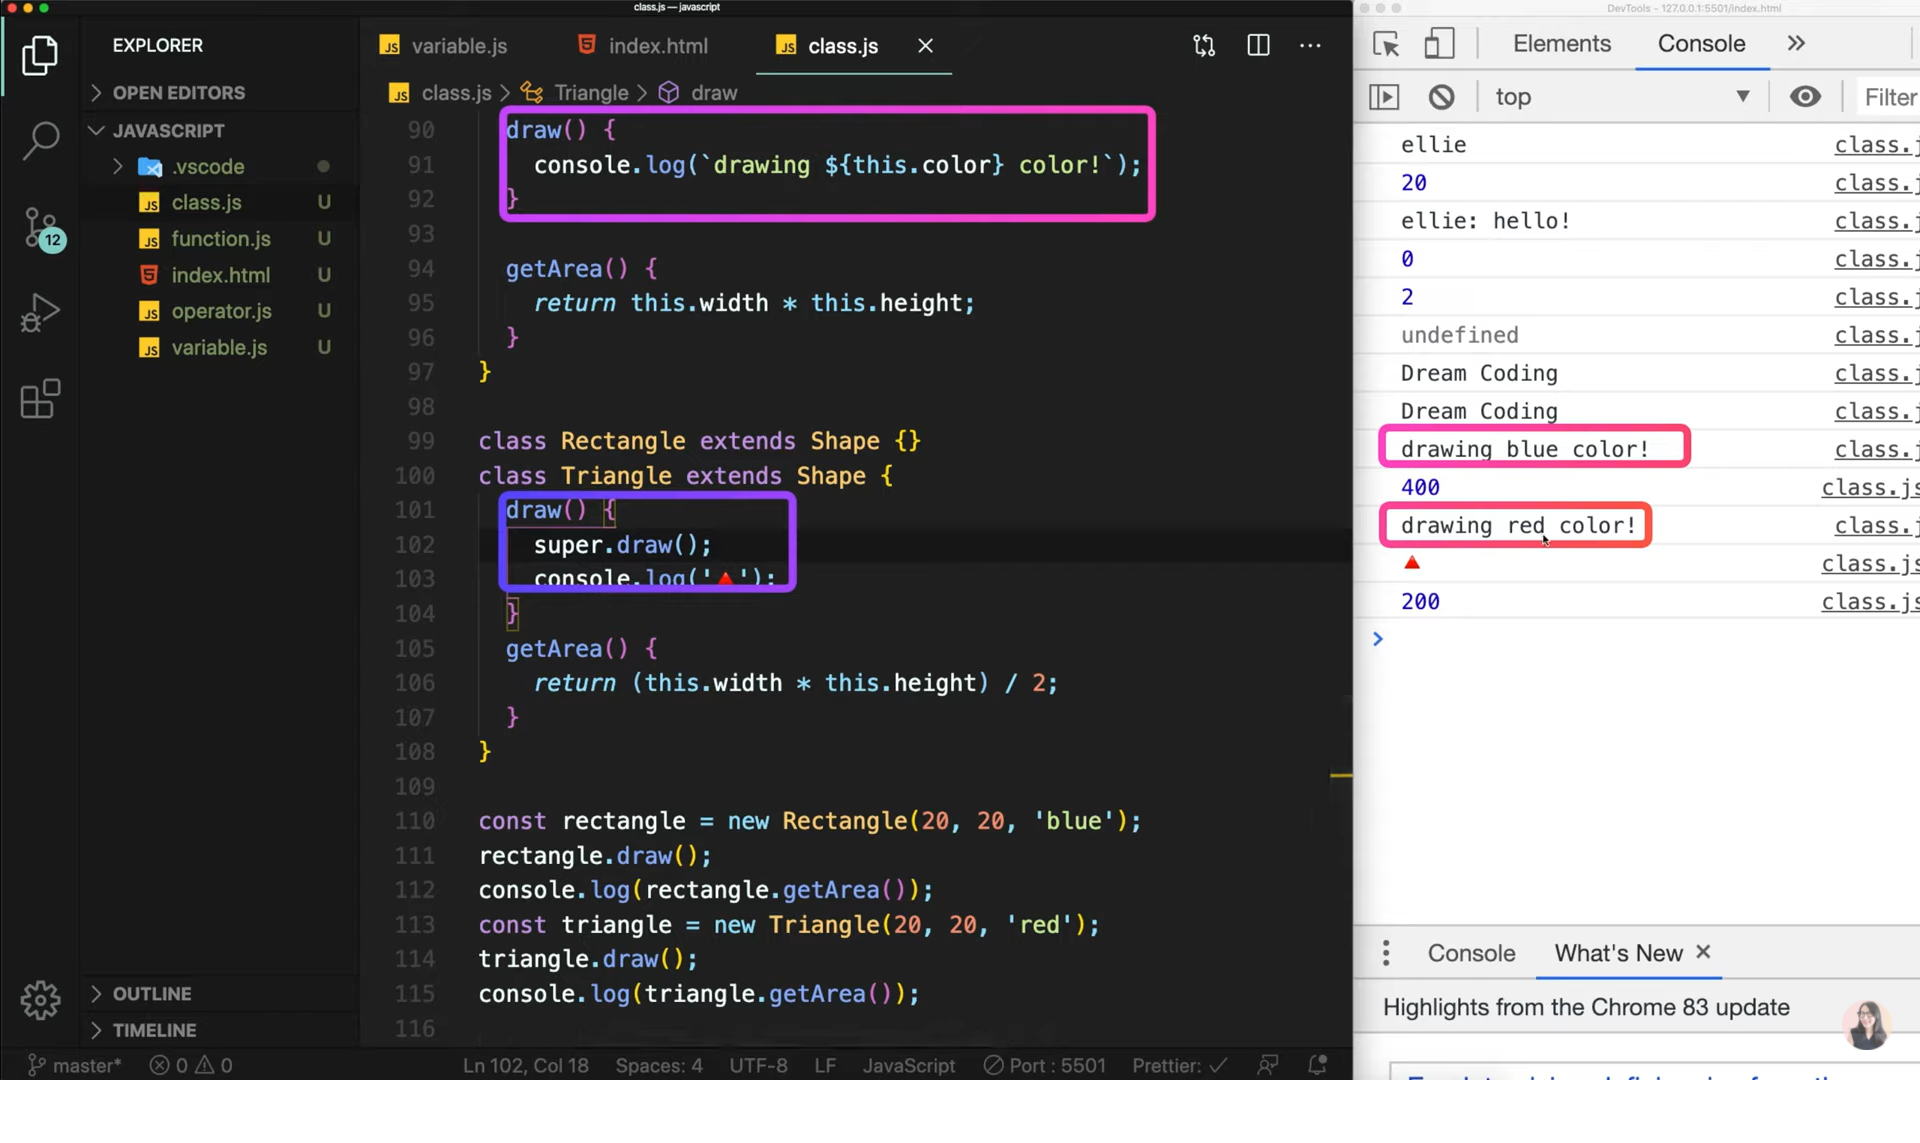 class.js — javascript
EXPLORER
OPEN EDITORS
JAVASCRIPT
.vscode
class.js U
function.js U
index.html U
operator.js U
variable.js U
12
OUTLINE
TIMELINE
variable.js
index.html
class.js
class.js > Triangle > draw
90 draw() {
91 console.log(`drawing ${this.color} color!`);
92 }
93
94 getArea() {
95 return this.width * this.height;
96 }
97 }
98
99 class Rectangle extends Shape {}
100 class Triangle extends Shape {
101 draw() {
102 super.draw();
103 console.log('🔺');
104 }
105 getArea() {
106 return (this.width * this.height) / 2;
107 }
108 }
109
110 const rectangle = new Rectangle(20, 20, 'blue');
111 rectangle.draw();
112 console.log(rectangle.getArea());
113 const triangle = new Triangle(20, 20, 'red');
114 triangle.draw();
115 console.log(triangle.getArea());
116
master* 0 0 Ln 102, Col 18 Spaces: 4 UTF-8 LF JavaScript Port : 5501 Prettier: ✓
DevTools - 127.0.0.1:5501/index.html
Elements Console »
top Filter
ellie class.j
20 class.j
ellie: hello! class.j
0 class.j
2 class.j
undefined class.j
Dream Coding class.j
Dream Coding class.j
drawing blue color! class.j
400 class.js
drawing red color! class.j
🔺 class.js
200 class.js
>
Console What's New ×
Highlights from the Chrome 83 update